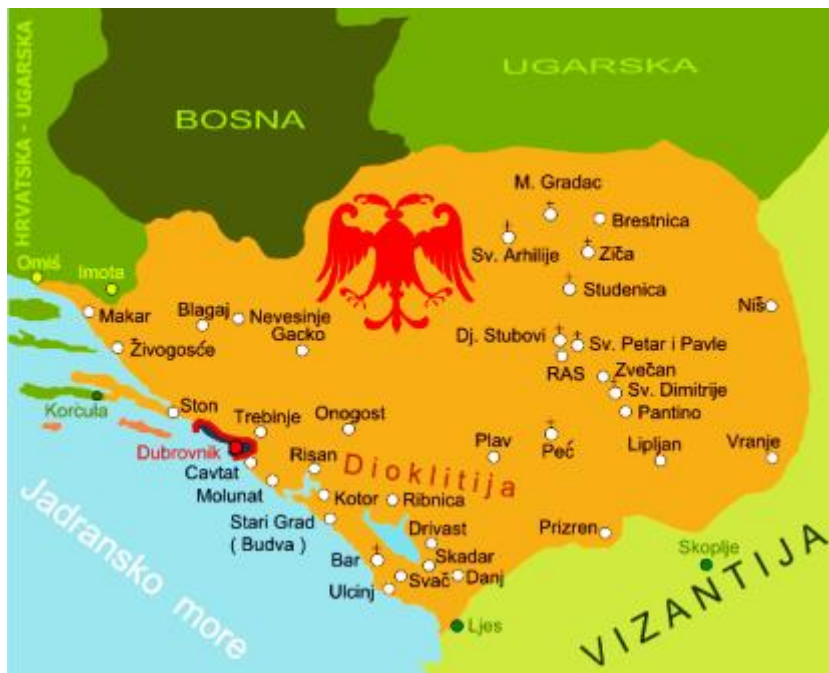 HRVATSKA - UGARSKA
BOSNA
UGARSKA
M. Gradac
Brestnica
Sv. Arhilije
Ziča
Studenica
Omiš
Imota
Makar
Blagaj
Nevesinje
Gacko
Niš
Dj. Stubovi
Sv. Petar i Pavle
Živogosće
RAS
Zvečan
Sv. Dimitrije
Pantino
Korčula
Ston
Trebinje
Onogost
Dubrovnik
Cavtat
Risan
Dioklitija
Plav
Peć
Lipljan
Vranje
Molunat
Kotor
Ribnica
Stari Grad
( Budva )
Drivast
Prizren
Bar
Skadar
Skoplje
Ulcinj
Svač
Danj
Ljes
Jadransko more
VIZANTIJA